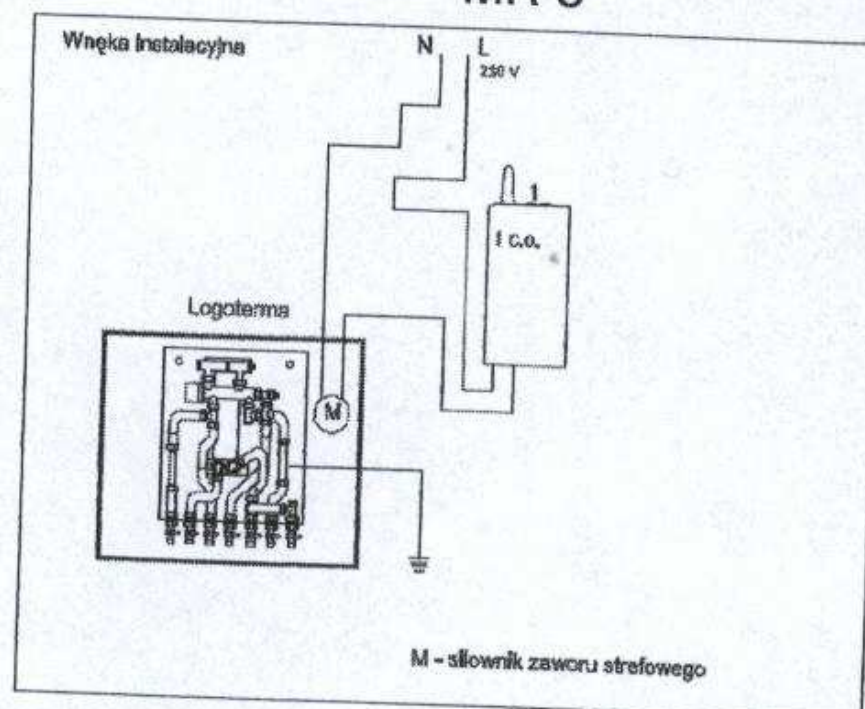 Wnęka Instalacyjna
N L
230 V
1
c.o.
Logoterma
M
M - siłownik zaworu strefowego